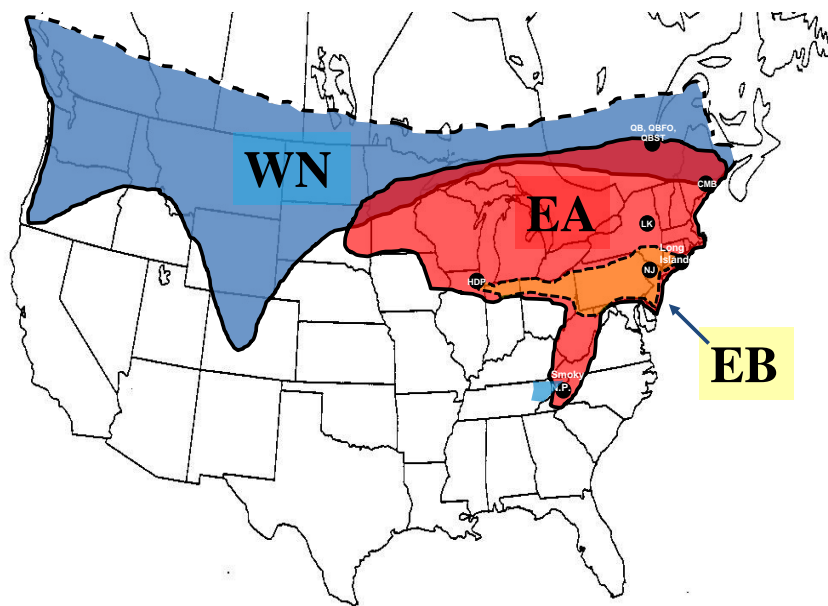 QB, QBFO,
QBST
WN
CMB
EA
LK
Long
Island
NJ
HDP
EB
Smoky
N.P.